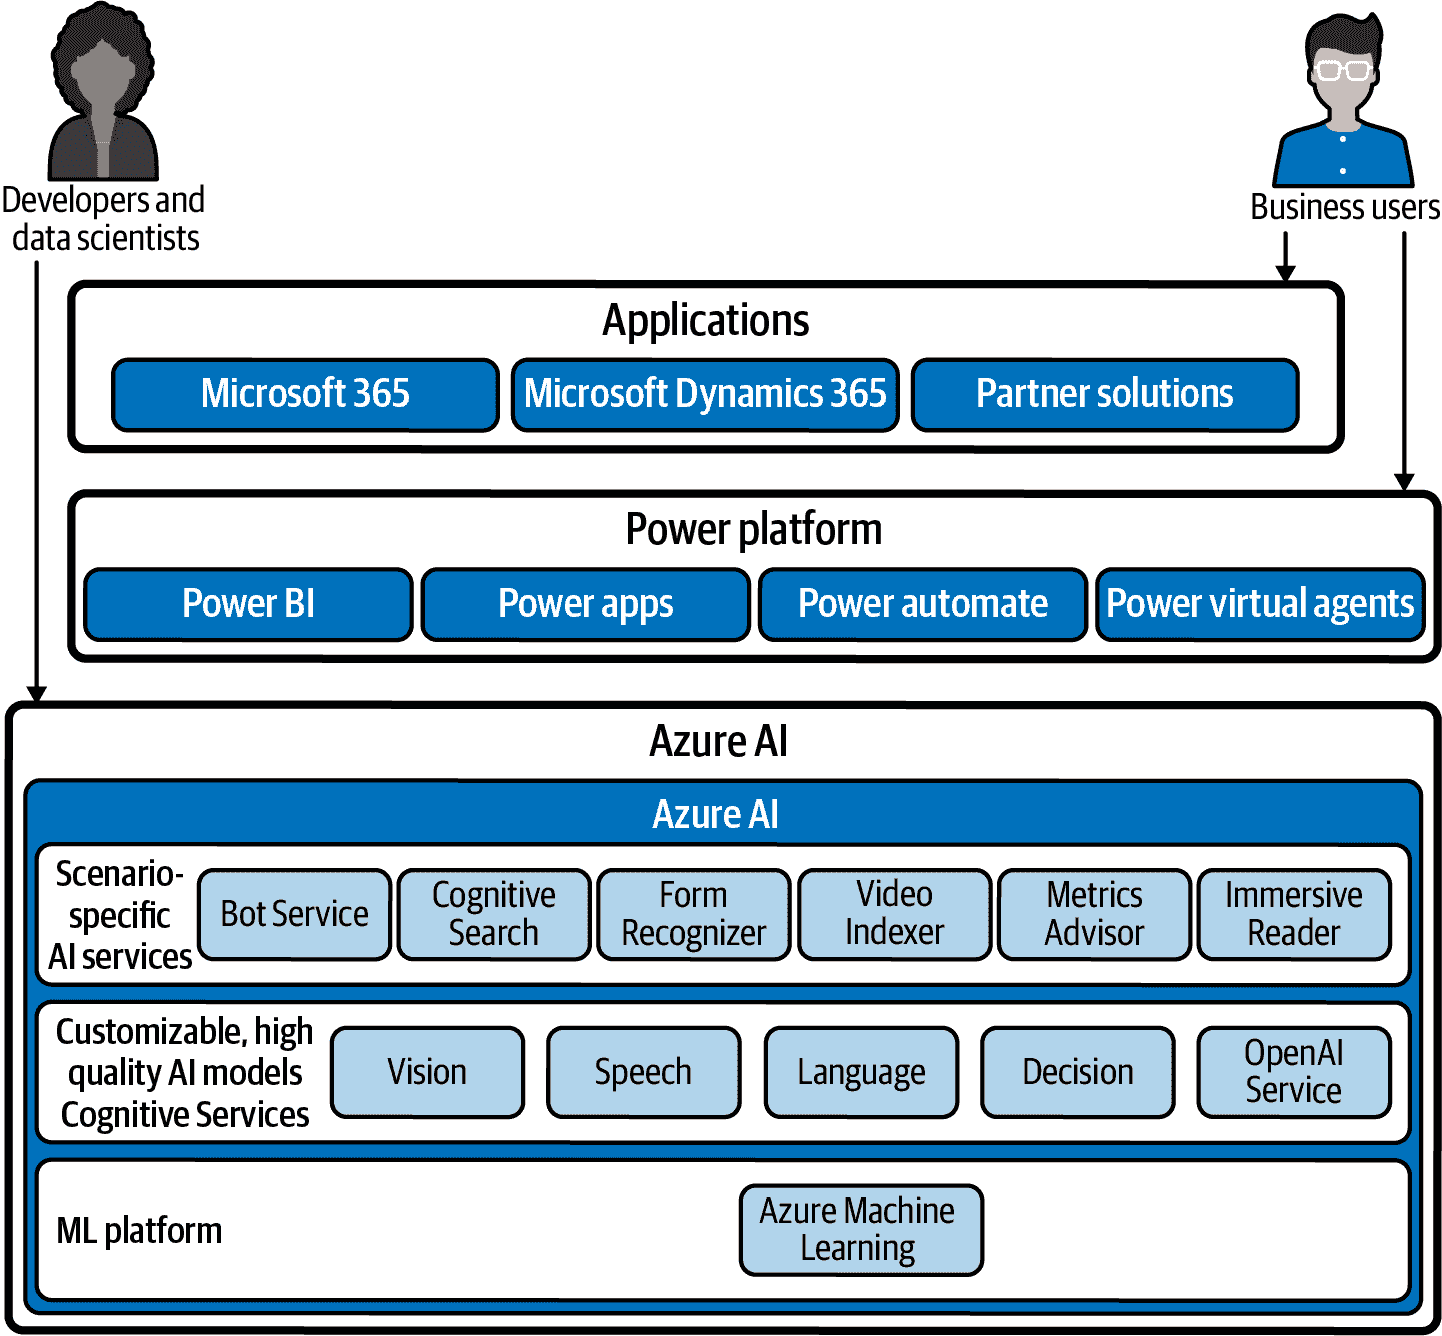 Developers and
data scientists
Business users
Applications
Microsoft 365
Microsoft Dynamics 365
Partner solutions
Power platform
Power BI
Power apps
Power automate
Power virtual agents
Azure AI
Azure AI
Scenario-
specific
AI services
Bot Service
Cognitive
Search
Form
Recognizer
Video
Indexer
Metrics
Advisor
Immersive
Reader
Customizable, high
quality AI models
Cognitive Services
Vision
Speech
Language
Decision
OpenAI
Service
ML platform
Azure Machine
Learning